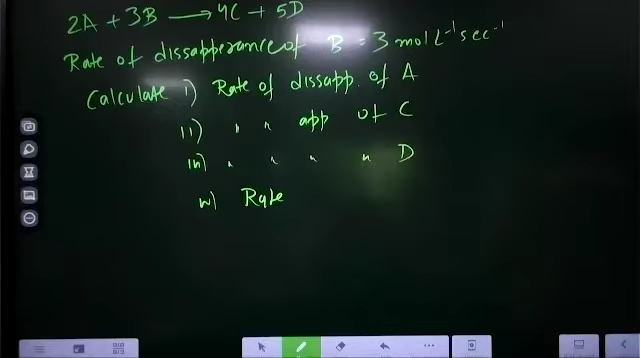 2A + 3B ⟶ 4C + 5D
Rate of dissapperance of B = 3 mol L⁻¹ sec⁻¹
Calculate i) Rate of dissapp. of A
ii) " " app of C
iii) " " " " D
iv) Rate